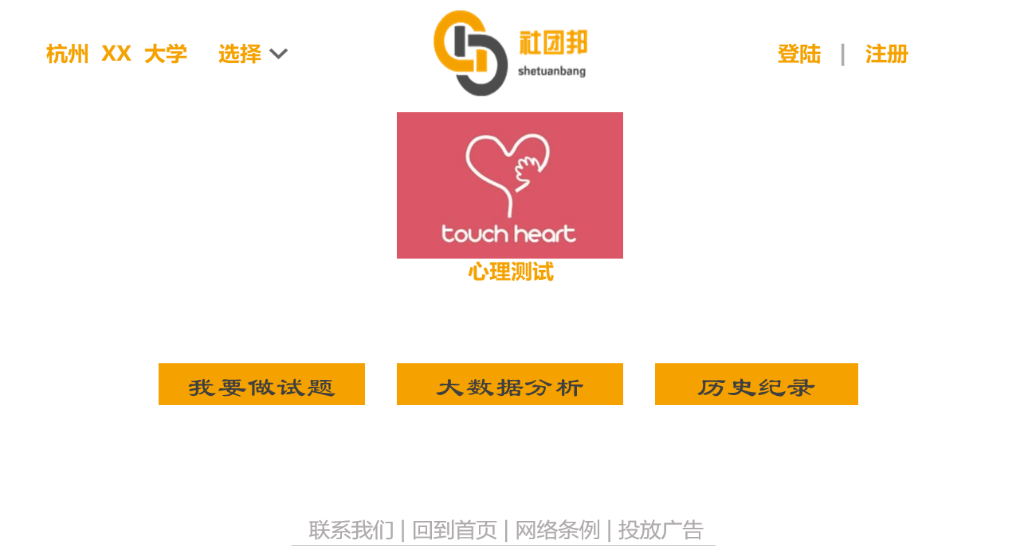 杭州 XX 大学 选择
社团邦
shetuanbang
登陆 | 注册
touch heart
心理测试
我要做试题
大数据分析
历史纪录
联系我们 | 回到首页 | 网络条例 | 投放广告